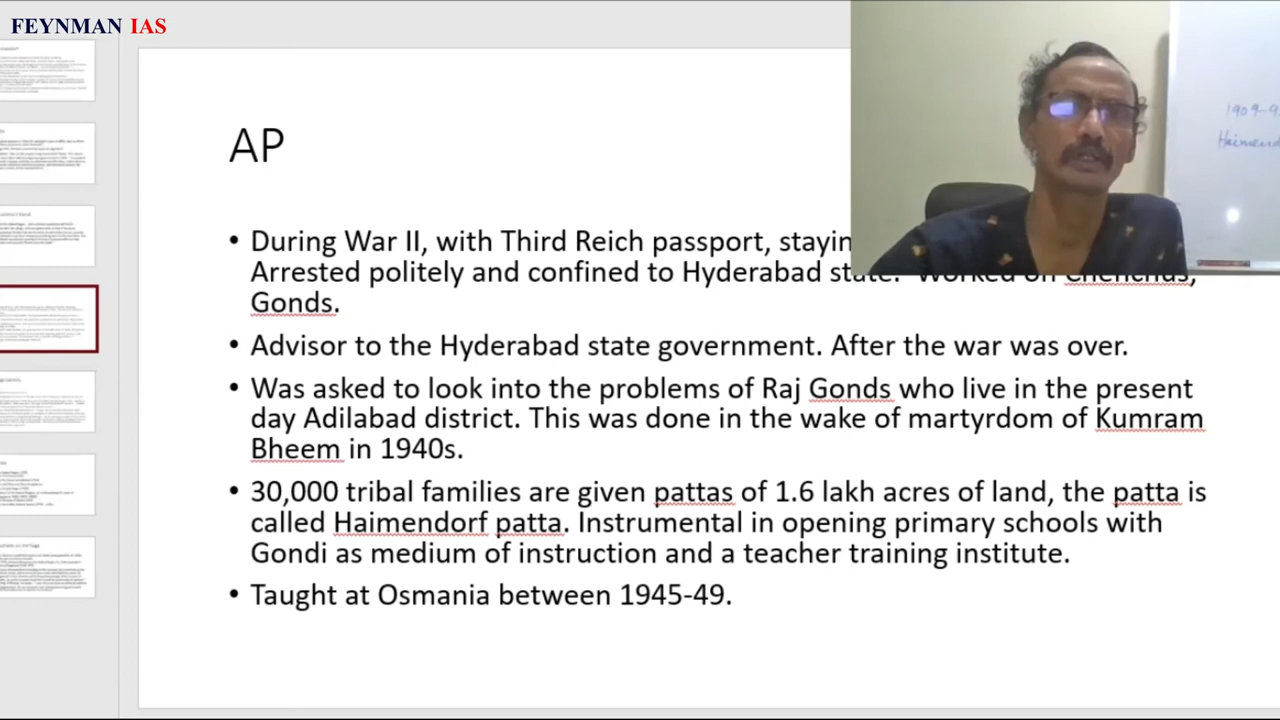 FEYNMAN IAS
AP
• During War II, with Third Reich passport,
Arrested politely and confined to Hyderabad state. Worked on Chenchus,
Gonds.
• Advisor to the Hyderabad state government. After the war was over.
• Was asked to look into the problems of Raj Gonds who live in the present
day Adilabad district. This was done in the wake of martyrdom of Kumram
Bheem in 1940s.
• 30,000 tribal families are given pattas of 1.6 lakh acres of land, the patta is
called Haimendorf patta. Instrumental in opening primary schools with
Gondi as medium of instruction and a teacher training institute.
• Taught at Osmania between 1945-49.
1909-9